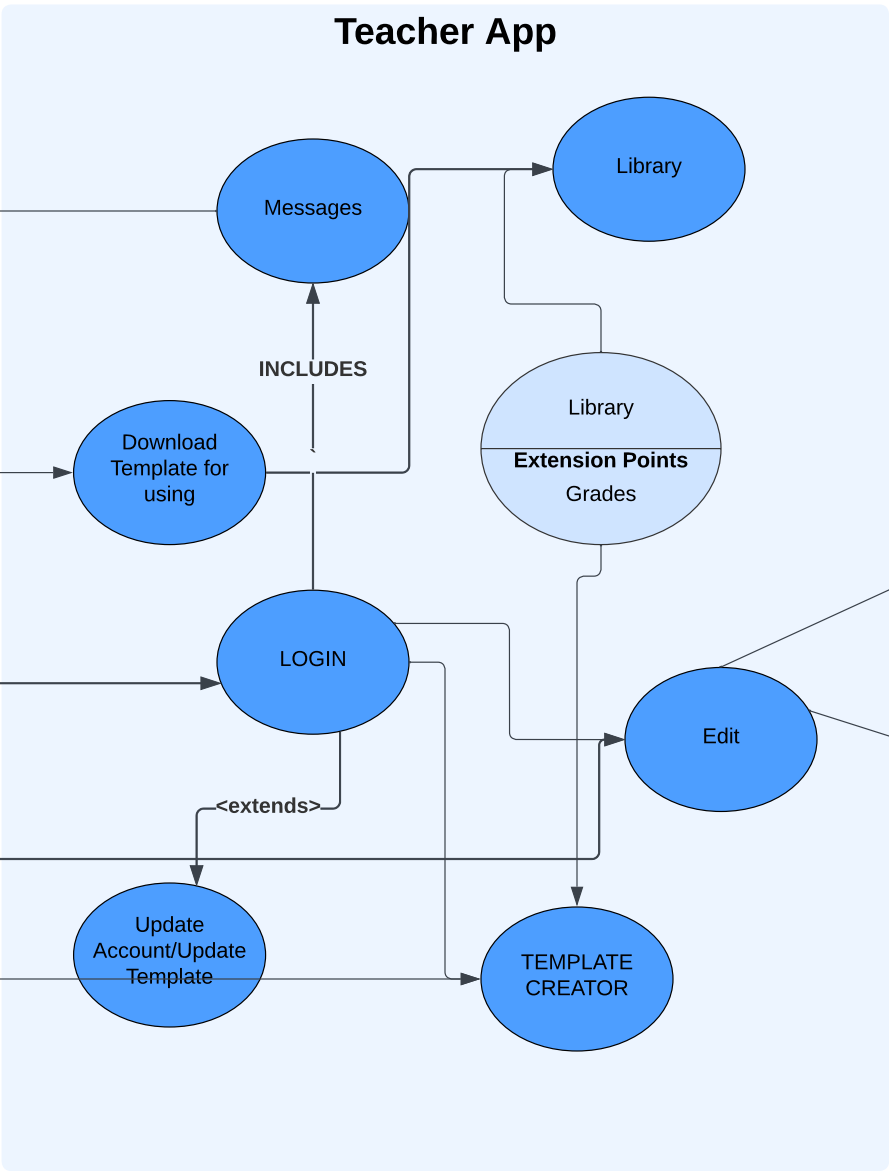 Teacher App
Library
Messages
INCLUDES
Library
Extension Points
Grades
Download
Template for
using
`
LOGIN
Edit
<extends>
Update
Account/Update
Template
TEMPLATE
CREATOR